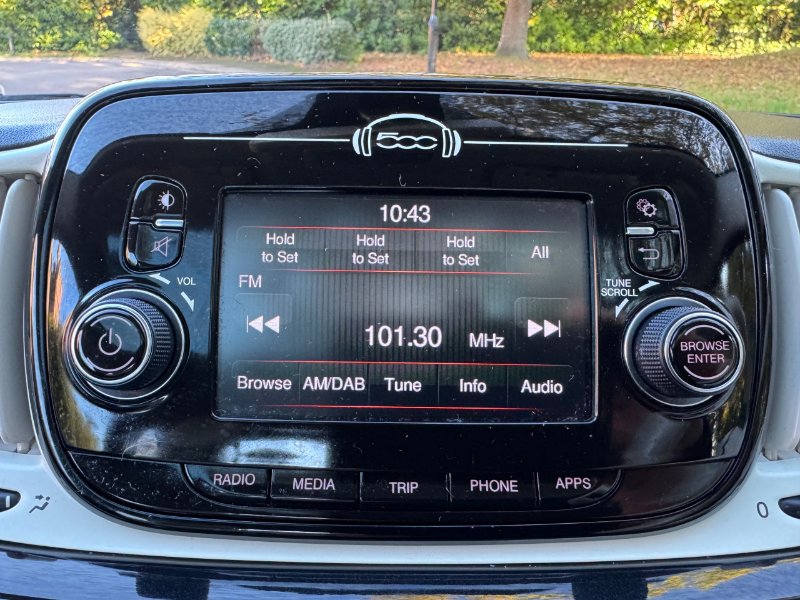 500
10:43
Hold to Set
Hold to Set
Hold to Set
All
FM
VOL
TUNE
SCROLL
101.30 MHz
BROWSE
ENTER
Browse AM/DAB Tune Info Audio
RADIO MEDIA TRIP PHONE APPS
0